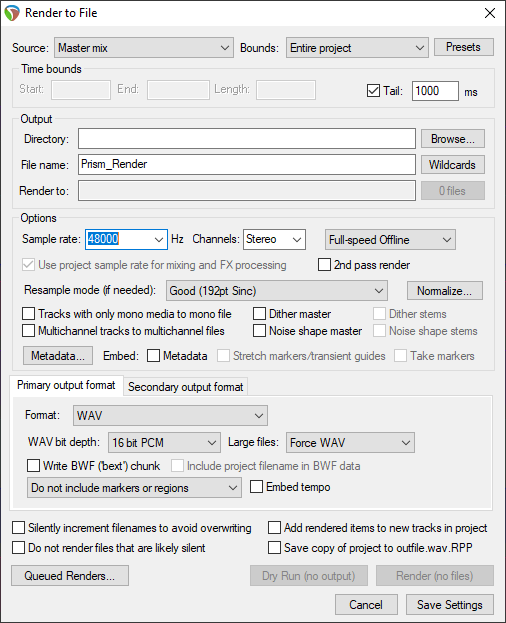 Render to File
Source: Master mix Bounds: Entire project Presets
Time bounds
Start: End: Length: Tail: 1000 ms
Output
Directory: Browse...
File name: Prism_Render Wildcards
Render to: 0 files
Options
Sample rate: 48000 Hz Channels: Stereo Full-speed Offline
Use project sample rate for mixing and FX processing 2nd pass render
Resample mode (if needed): Good (192pt Sinc) Normalize...
Tracks with only mono media to mono file Dither master Dither stems
Multichannel tracks to multichannel files Noise shape master Noise shape stems
Metadata... Embed: Metadata Stretch markers/transient guides Take markers
Primary output format Secondary output format
Format: WAV
WAV bit depth: 16 bit PCM Large files: Force WAV
Write BWF ('bext') chunk Include project filename in BWF data
Do not include markers or regions Embed tempo
Silently increment filenames to avoid overwriting Add rendered items to new tracks in project
Do not render files that are likely silent Save copy of project to outfile.wav.RPP
Queued Renders... Dry Run (no output) Render (no files)
Cancel Save Settings